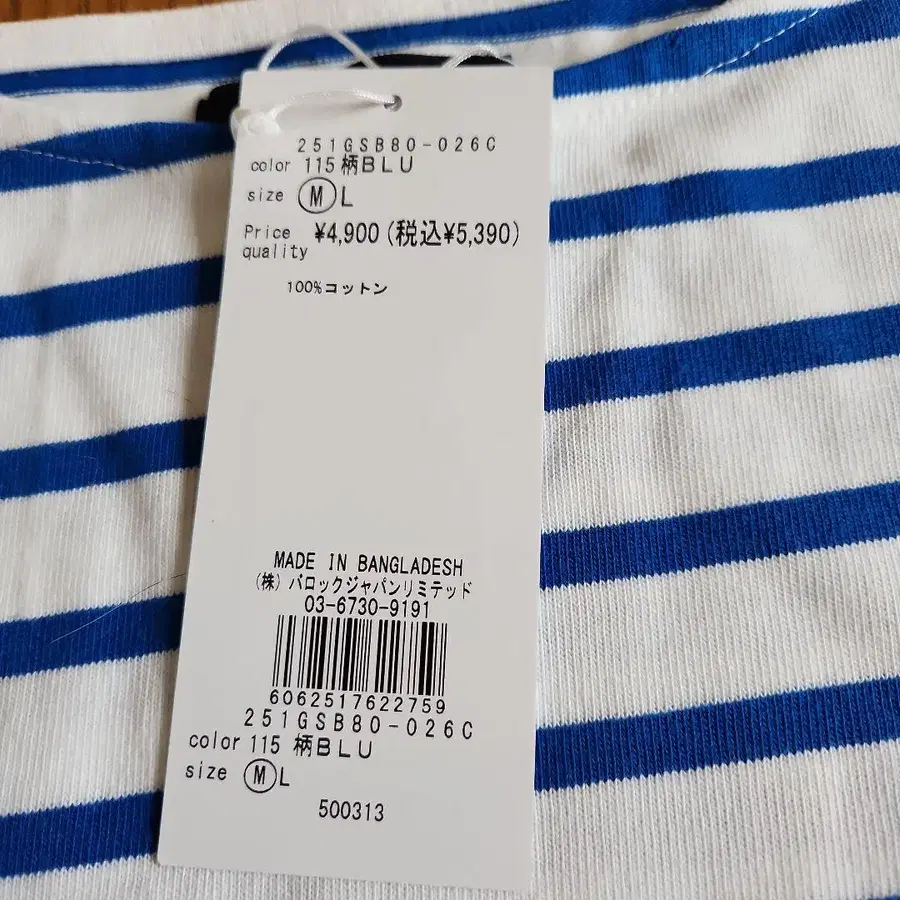 251GSB80-026C
color 115 柄BLU
size Ⓜ L
Price ¥4,900 (税込¥5,390)
quality
100%コットン
MADE IN BANGLADESH
(株) バロックジャパンリミテッド
03-6730-9191
6062517622759
251GSB80-026C
color 115 柄BLU
size Ⓜ L
500313